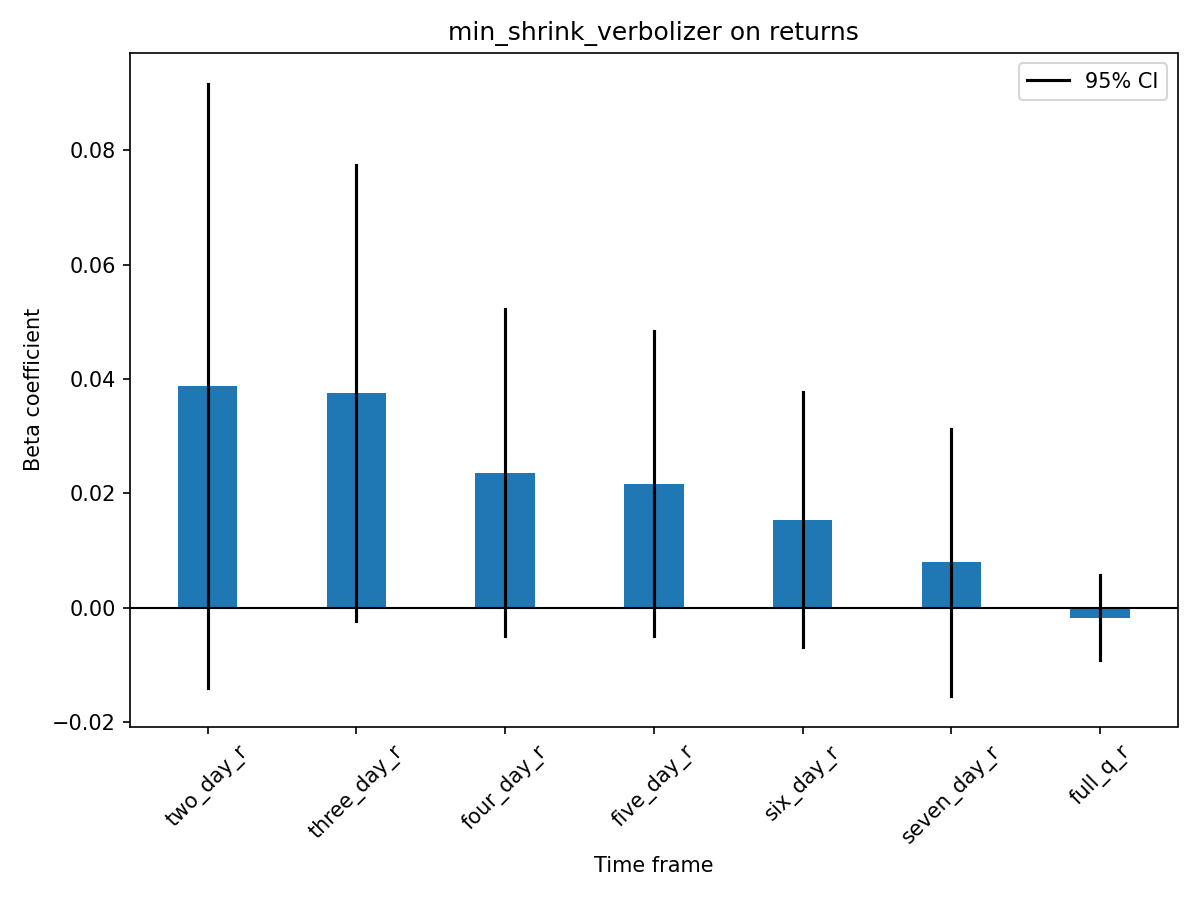 min_shrink_verbolizer on returns
95% CI
Beta coefficient
0.08
0.06
0.04
0.02
0.00
−0.02
two_day_r
three_day_r
four_day_r
five_day_r
six_day_r
seven_day_r
full_q_r
Time frame